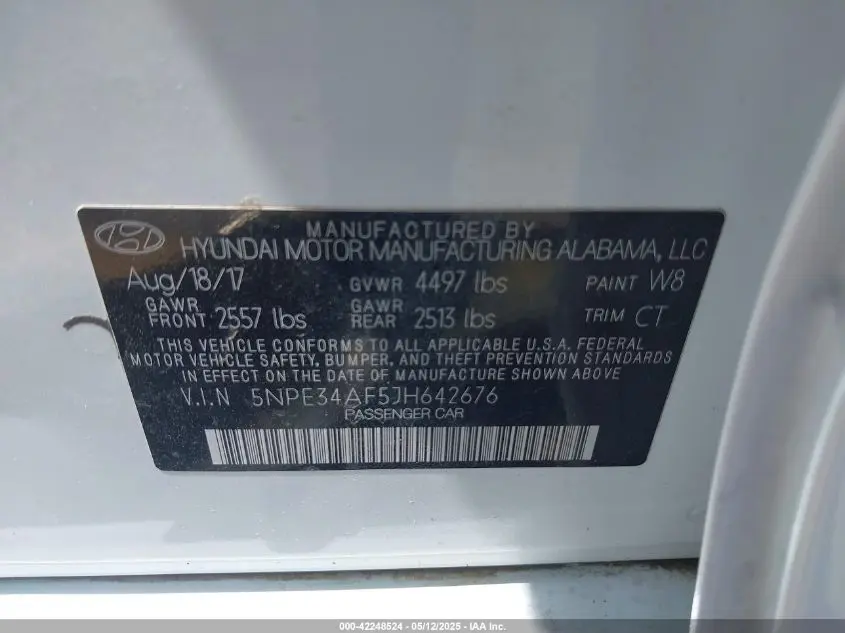 MANUFACTURED BY
HYUNDAI MOTOR MANUFACTURING ALABAMA, LLC
Aug/18/17 GVWR 4497 lbs PAINT W8
GAWR FRONT 2557 lbs GAWR REAR 2513 lbs TRIM CT
THIS VEHICLE CONFORMS TO ALL APPLICABLE U.S.A. FEDERAL
MOTOR VEHICLE SAFETY, BUMPER, AND THEFT PREVENTION STANDARDS
IN EFFECT ON THE DATE OF MANUFACTURE SHOWN ABOVE
V.I.N 5NPE34AF5JH642676
PASSENGER CAR
000-42248524 — 05/12/2025 — IAA Inc.